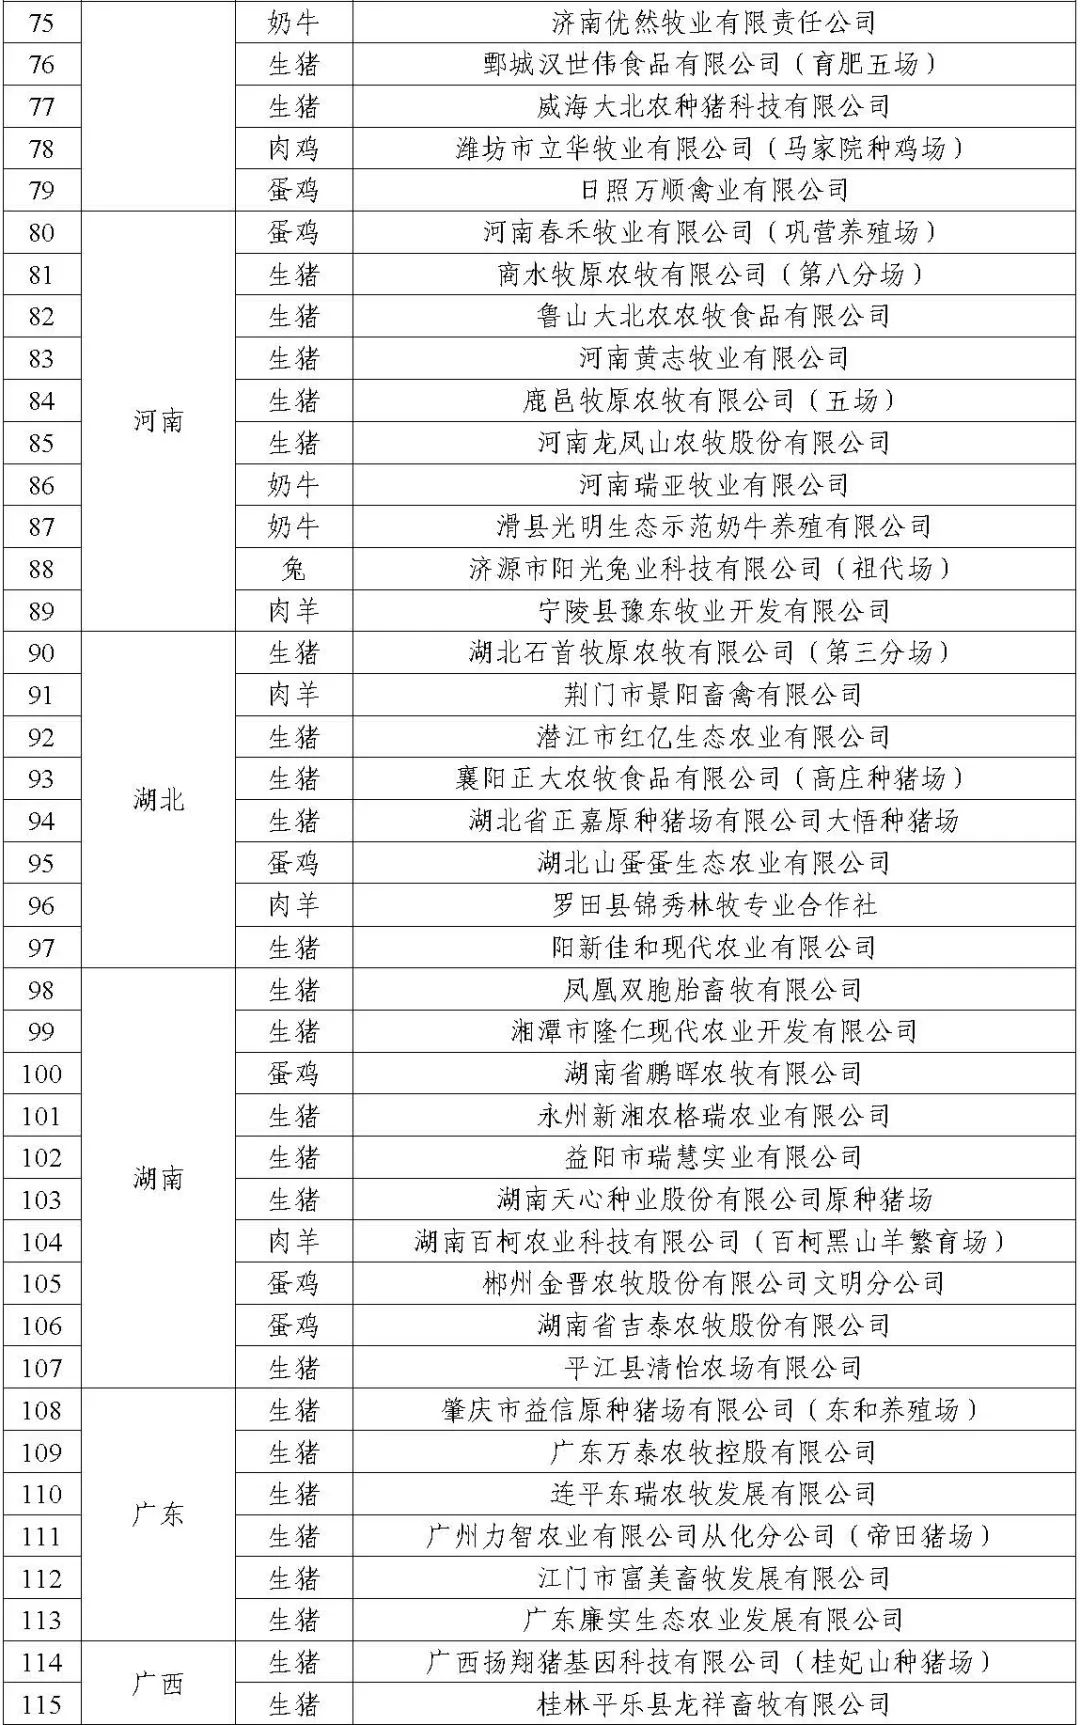 75 奶牛 济南优然牧业有限责任公司
76 生猪 鄄城汉世伟食品有限公司（育肥五场）
77 生猪 威海大北农种猪科技有限公司
78 肉鸡 潍坊市立华牧业有限公司（马家院种鸡场）
79 蛋鸡 日照万顺禽业有限公司
80 蛋鸡 河南春禾牧业有限公司（巩营养殖场）
81 生猪 商水牧原农牧有限公司（第八分场）
82 生猪 鲁山大北农农牧食品有限公司
83 生猪 河南黄志牧业有限公司
84 生猪 鹿邑牧原农牧有限公司（五场）
河南
85 生猪 河南龙凤山农牧股份有限公司
86 奶牛 河南瑞亚牧业有限公司
87 奶牛 滑县光明生态示范奶牛养殖有限公司
88 兔 济源市阳光兔业科技有限公司（祖代场）
89 肉羊 宁陵县豫东牧业开发有限公司
90 生猪 湖北石首牧原农牧有限公司（第三分场）
91 肉羊 荆门市景阳畜禽有限公司
92 生猪 潜江市红亿生态农业有限公司
93 生猪 襄阳正大农牧食品有限公司（高庄种猪场）
湖北
94 生猪 湖北省正嘉原种猪场有限公司大悟种猪场
95 蛋鸡 湖北山蛋蛋生态农业有限公司
96 肉羊 罗田县锦秀林牧专业合作社
97 生猪 阳新佳和现代农业有限公司
98 生猪 凤凰双胞胎畜牧有限公司
99 生猪 湘潭市隆仁现代农业开发有限公司
100 蛋鸡 湖南省鹏晖农牧有限公司
101 生猪 永州新湘农格瑞农业有限公司
102 生猪 益阳市瑞慧实业有限公司
湖南
103 生猪 湖南天心种业股份有限公司原种猪场
104 肉羊 湖南百柯农业科技有限公司（百柯黑山羊繁育场）
105 蛋鸡 郴州金晋农牧股份有限公司文明分公司
106 蛋鸡 湖南省吉泰农牧股份有限公司
107 生猪 平江县清怡农场有限公司
108 生猪 肇庆市益信原种猪场有限公司（东和养殖场）
109 生猪 广东万泰农牧控股有限公司
110 生猪 连平东瑞农牧发展有限公司
广东
111 生猪 广州力智农业有限公司从化分公司（帝田猪场）
112 生猪 江门市富美畜牧发展有限公司
113 生猪 广东廉实生态农业发展有限公司
114 生猪 广西扬翔猪基因科技有限公司（桂妃山种猪场）
广西
115 生猪 桂林平乐县龙祥畜牧有限公司